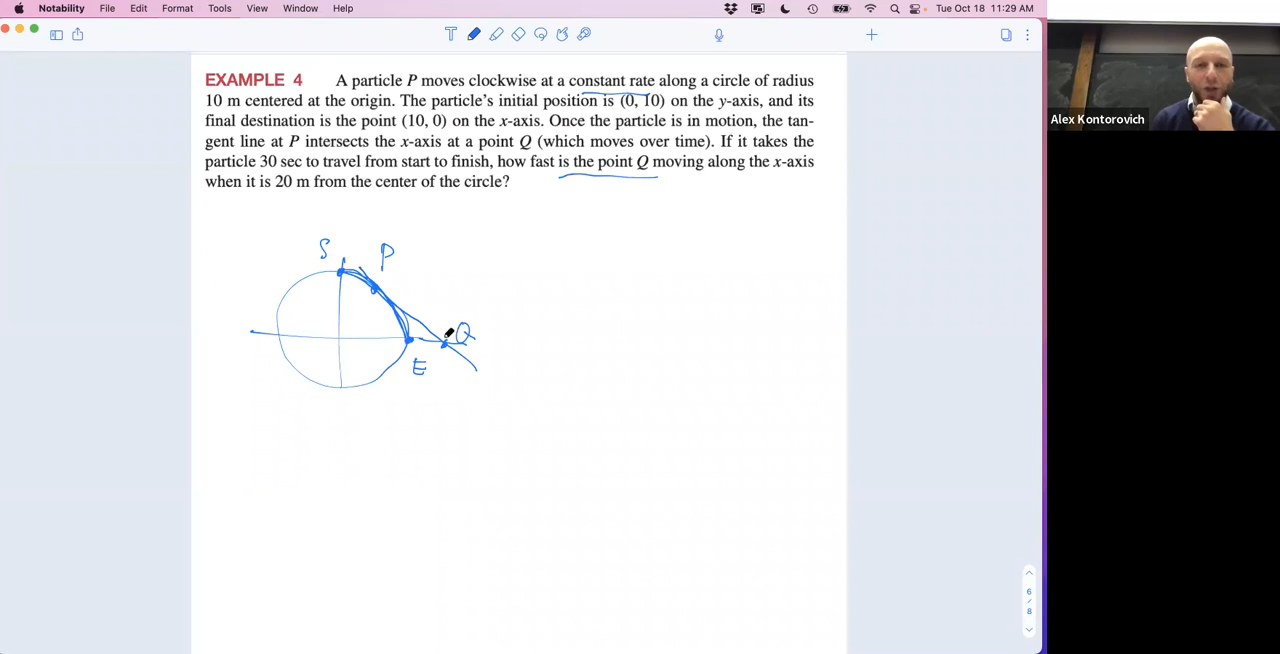 Notability File Edit Format Tools View Window Help Tue Oct 18 11:29 AM
EXAMPLE 4 A particle P moves clockwise at a constant rate along a circle of radius
10 m centered at the origin. The particle's initial position is (0, 10) on the y-axis, and its
final destination is the point (10, 0) on the x-axis. Once the particle is in motion, the tan-
gent line at P intersects the x-axis at a point Q (which moves over time). If it takes the
particle 30 sec to travel from start to finish, how fast is the point Q moving along the x-axis
when it is 20 m from the center of the circle?
Alex Kontorovich
S P
Q
E
6
/
8